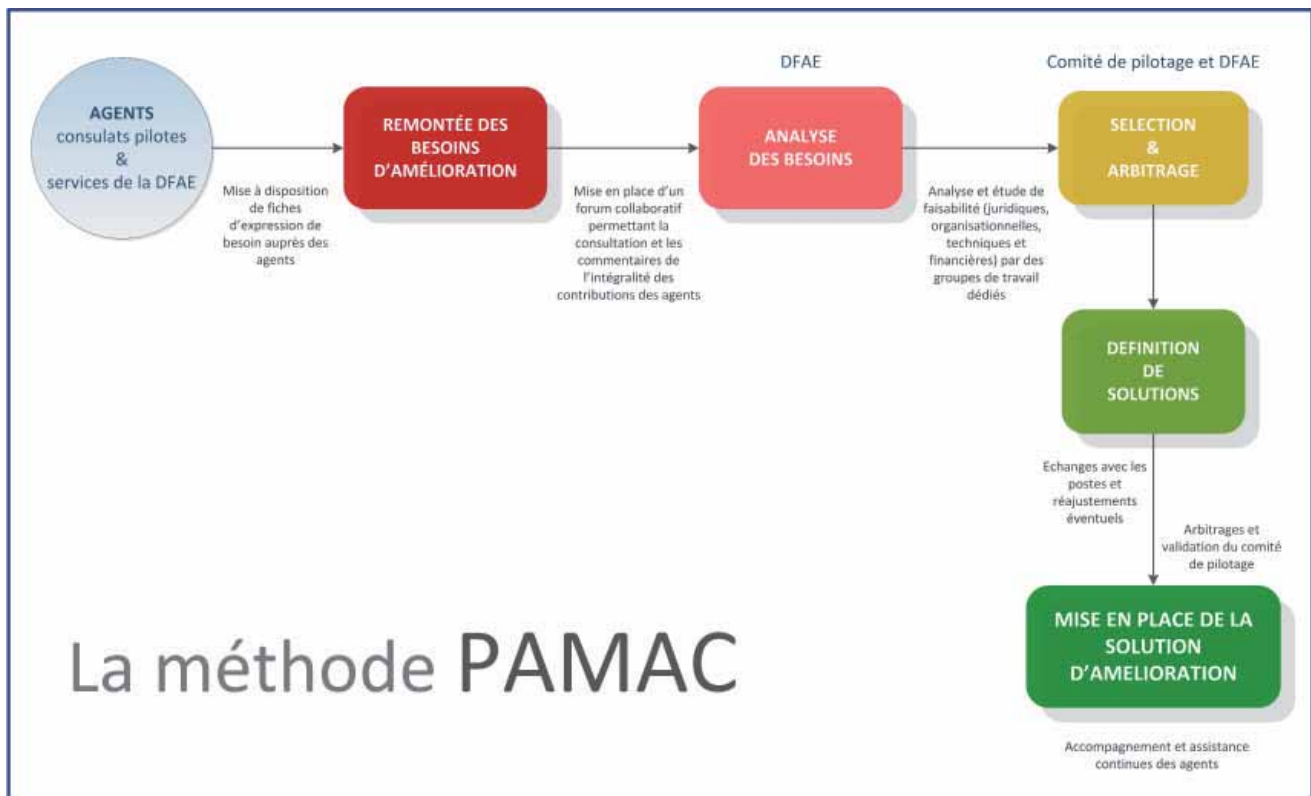 AGENTS
consulats pilotes
&
services de la DFAE
Mise à disposition
de fiches
d'expression de
besoin auprès des
agents
REMONTÉE DES
BESOINS
D'AMÉLIORATION
Mise en place d'un
forum collaboratif
permettant la
consultation et les
commentaires de
l'intégralité des
contributions des agents
DFAE
ANALYSE
DES BESOINS
Analyse et étude de
faisabilité (juridiques,
organisationnelles,
techniques et
financières) par des
groupes de travail
dédiés
Comité de pilotage et DFAE
SELECTION
&
ARBITRAGE
DEFINITION
DE
SOLUTIONS
Echanges avec les
postes et
réajustements
éventuels
Arbitrages et
validation du comité
de pilotage
MISE EN PLACE DE LA
SOLUTION
D'AMELIORATION
Accompagnement et assistance
continues des agents
La méthode PAMAC